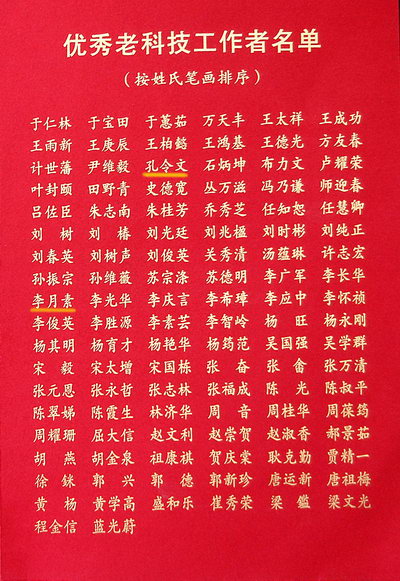 优秀老科技工作者名单
（按姓氏笔画排序）
于仁林 于宝田 于蕙茹 万天丰 王太祥 王成功
王雨新 王庚辰 王柏懿 王鸿基 王德光 方友春
计世藩 尹维毅 孔令文 石炳坤 布力文 卢耀荣
叶封颐 田野青 史德宽 丛万滋 冯乃谦 师迎春
吕佐臣 朱志南 朱桂芳 乔秀芝 任知恕 任慧卿
刘树 刘椿 刘光廷 刘兆楹 刘时彬 刘纯正
刘春英 刘树声 刘俊英 关秀清 汤蕴琳 许志宏
孙振宗 孙维薇 苏宗涤 苏德明 李广军 李长华
李月素 李光华 李庆言 李希璋 李应中 李怀祯
李俊英 李胜源 李素芸 李智岭 杨旺 杨永刚
杨其明 杨育才 杨艳华 杨筠范 吴国强 吴学群
宋毅 宋太增 宋国栋 张奋 张畬 张万清
张元恩 张永哲 张志林 张福成 陈光 陈叔平
陈翠娣 陈霞生 林济华 周音 周桂华 周葆筠
周耀珊 屈大信 赵文利 赵崇贺 赵淑香 郝景茹
胡燕 胡金泉 祖康祺 贺庆棠 耿克勤 贾精一
徐铢 郭兴 郭德 郭新珍 唐运新 唐祖梅
黄杨 黄学高 盛和乐 崔秀荣 梁鑑 梁文光
程金信 蓝光蔚